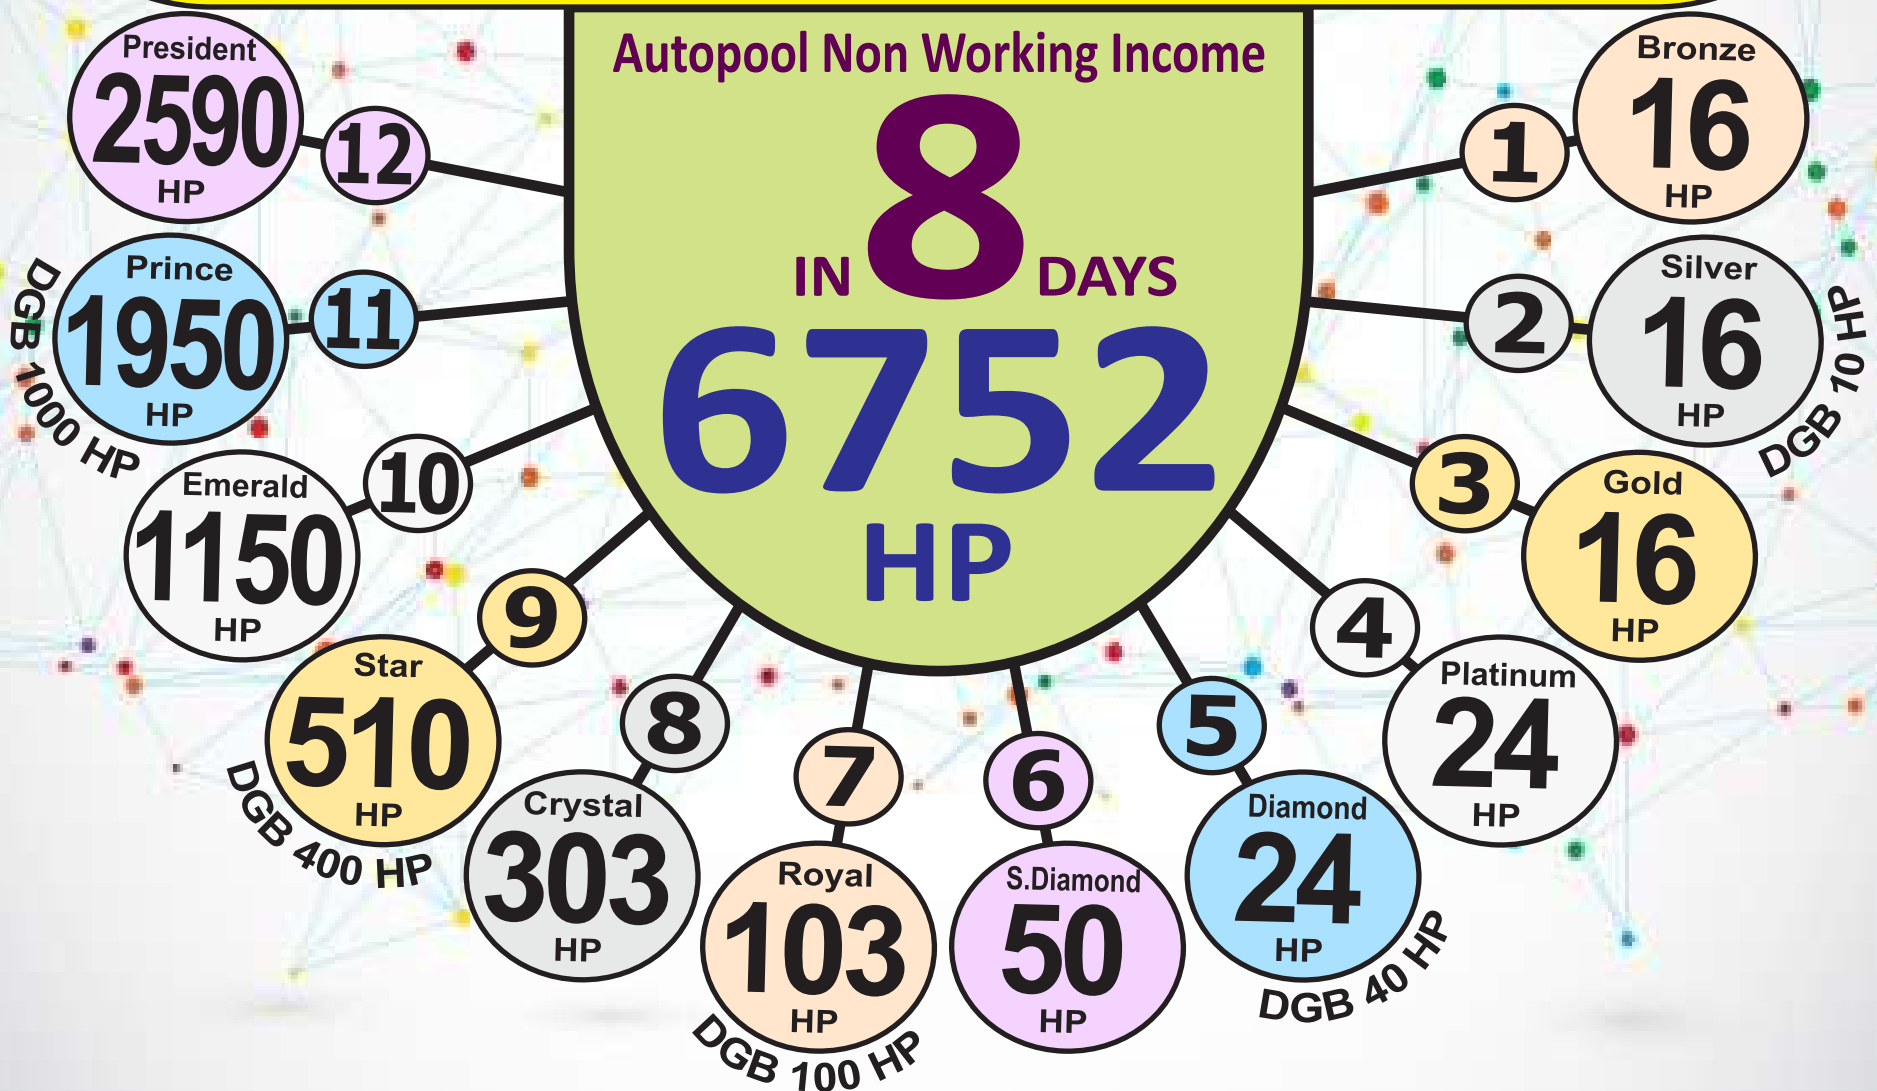 Autopool Non Working Income
IN 8 DAYS
6752
HP
1
Bronze
16
HP
2
Silver
16
HP
DGB 10 HP
3
Gold
16
HP
4
Platinum
24
HP
5
Diamond
24
HP
DGB 40 HP
6
S.Diamond
50
HP
7
Royal
103
HP
DGB 100 HP
8
Crystal
303
HP
9
Star
510
HP
DGB 400 HP
10
Emerald
1150
HP
11
Prince
1950
HP
DGB 1000 HP
12
President
2590
HP